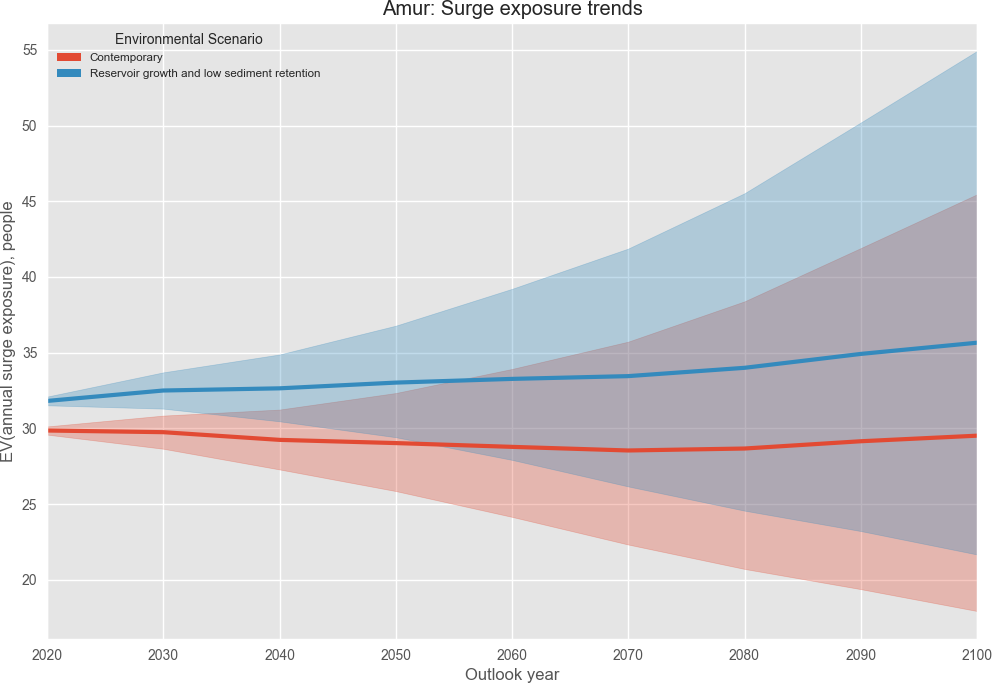 Amur: Surge exposure trends
Environmental Scenario
Contemporary
Reservoir growth and low sediment retention
EV(annual surge exposure), people
55
50
45
40
35
30
25
20
2020 2030 2040 2050 2060 2070 2080 2090 2100
Outlook year